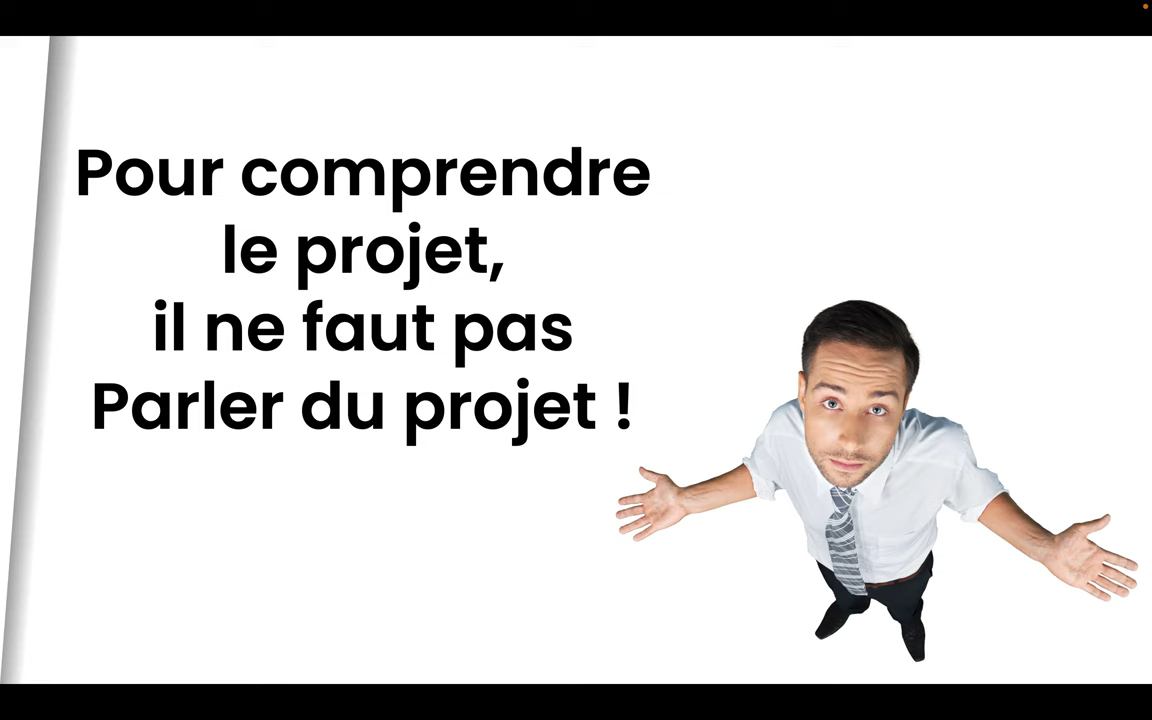 Pour comprendre
le projet,
il ne faut pas
Parler du projet !